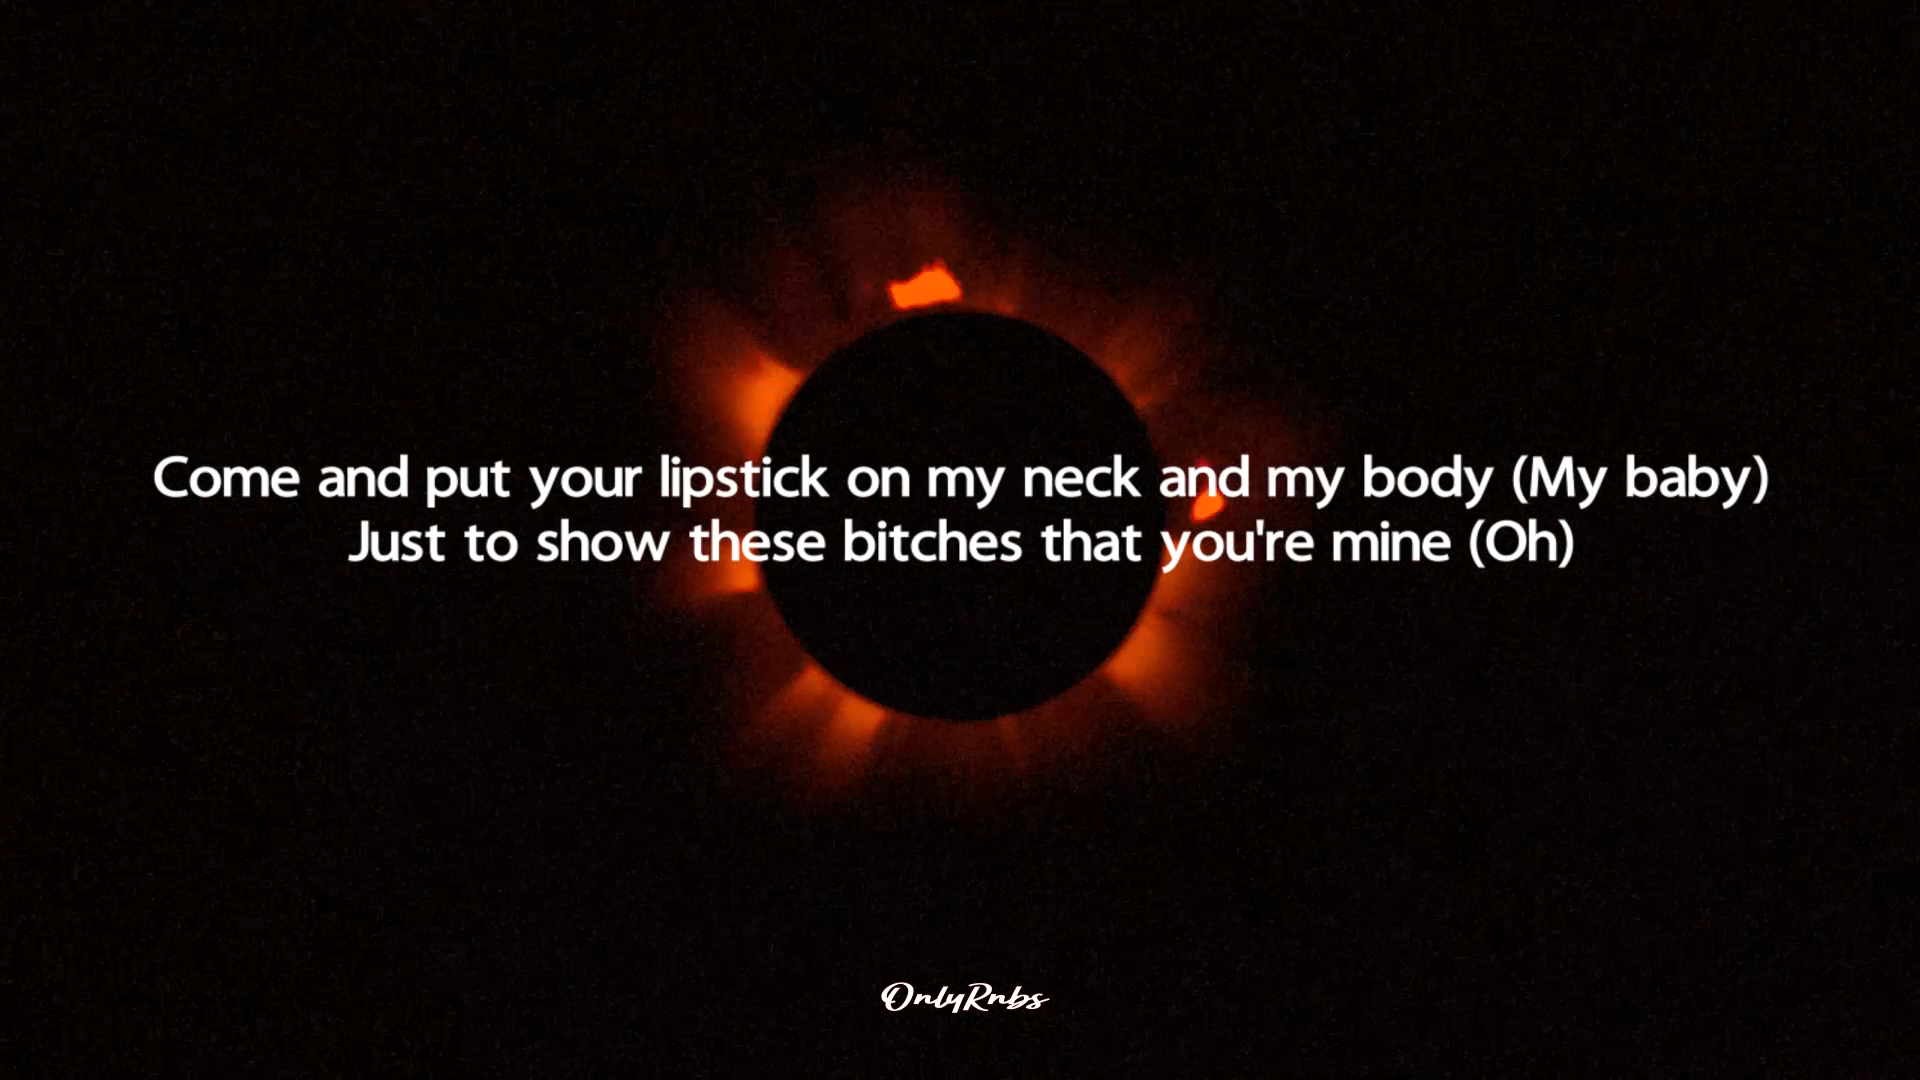 Come and put your lipstick on my neck and my body (My baby)
Just to show these bitches that you're mine (Oh)
OnlyRnbs